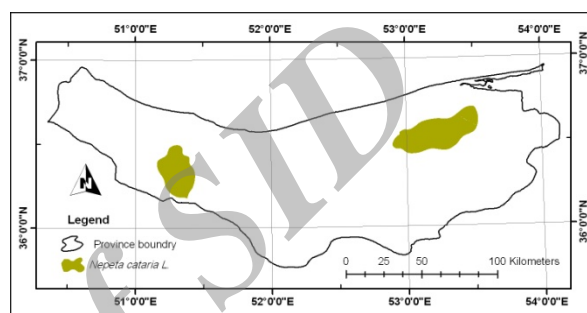 51°0'0"E 52°0'0"E 53°0'0"E 54°0'0"E
37°0'0"N 37°0'0"N
36°0'0"N 36°0'0"N
N
Legend
Province boundry
Nepeta cataria L.
0 25 50 100 Kilometers
51°0'0"E 52°0'0"E 53°0'0"E 54°0'0"E
of SID